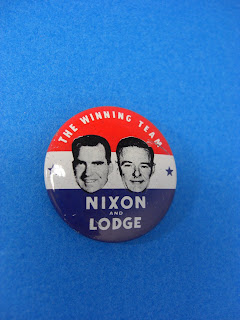 THE WINNING TEAM
NIXON
AND
LODGE